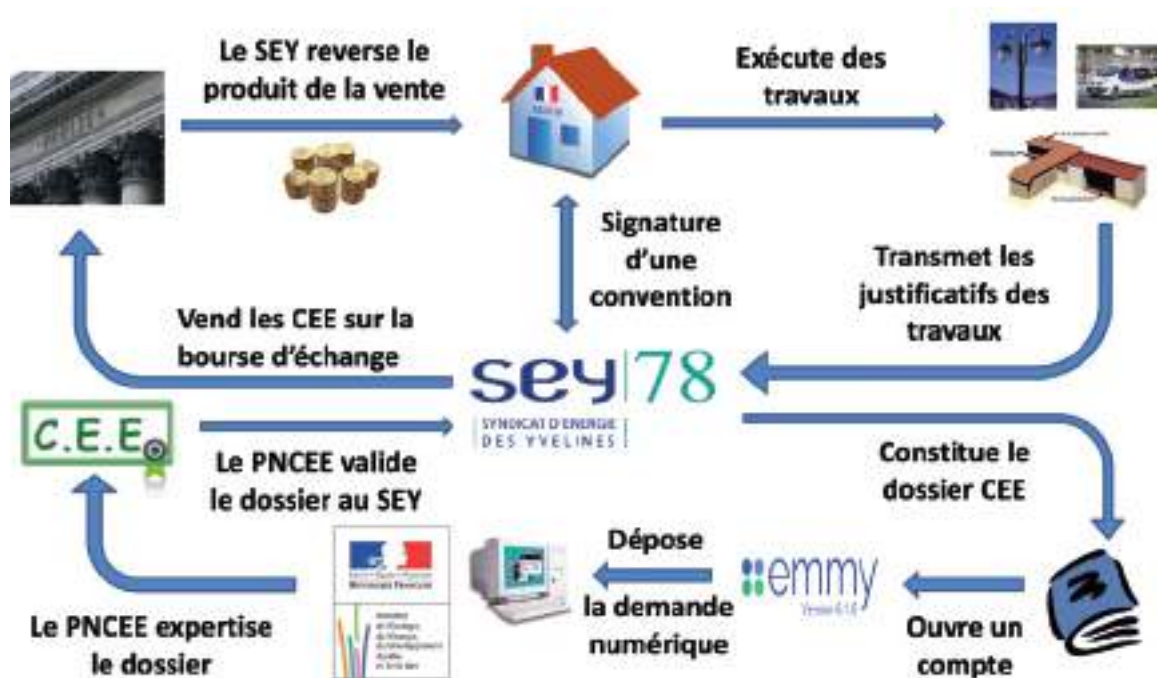 Le SEY reverse le
produit de la vente
Exécute des
travaux
Signature
d'une
convention
Transmet les
justificatifs des
travaux
Vend les CEE sur la
bourse d'échange
sey 78
SYNDICAT D'ENERGIE
DES YVELINES
C.E.E
Le PNCEE valide
le dossier au SEY
Constitue le
dossier CEE
Dépose
la demande
numérique
emmy
Ouvre un
compte
RÉPUBLIQUE FRANÇAISE
Le PNCEE expertise
le dossier